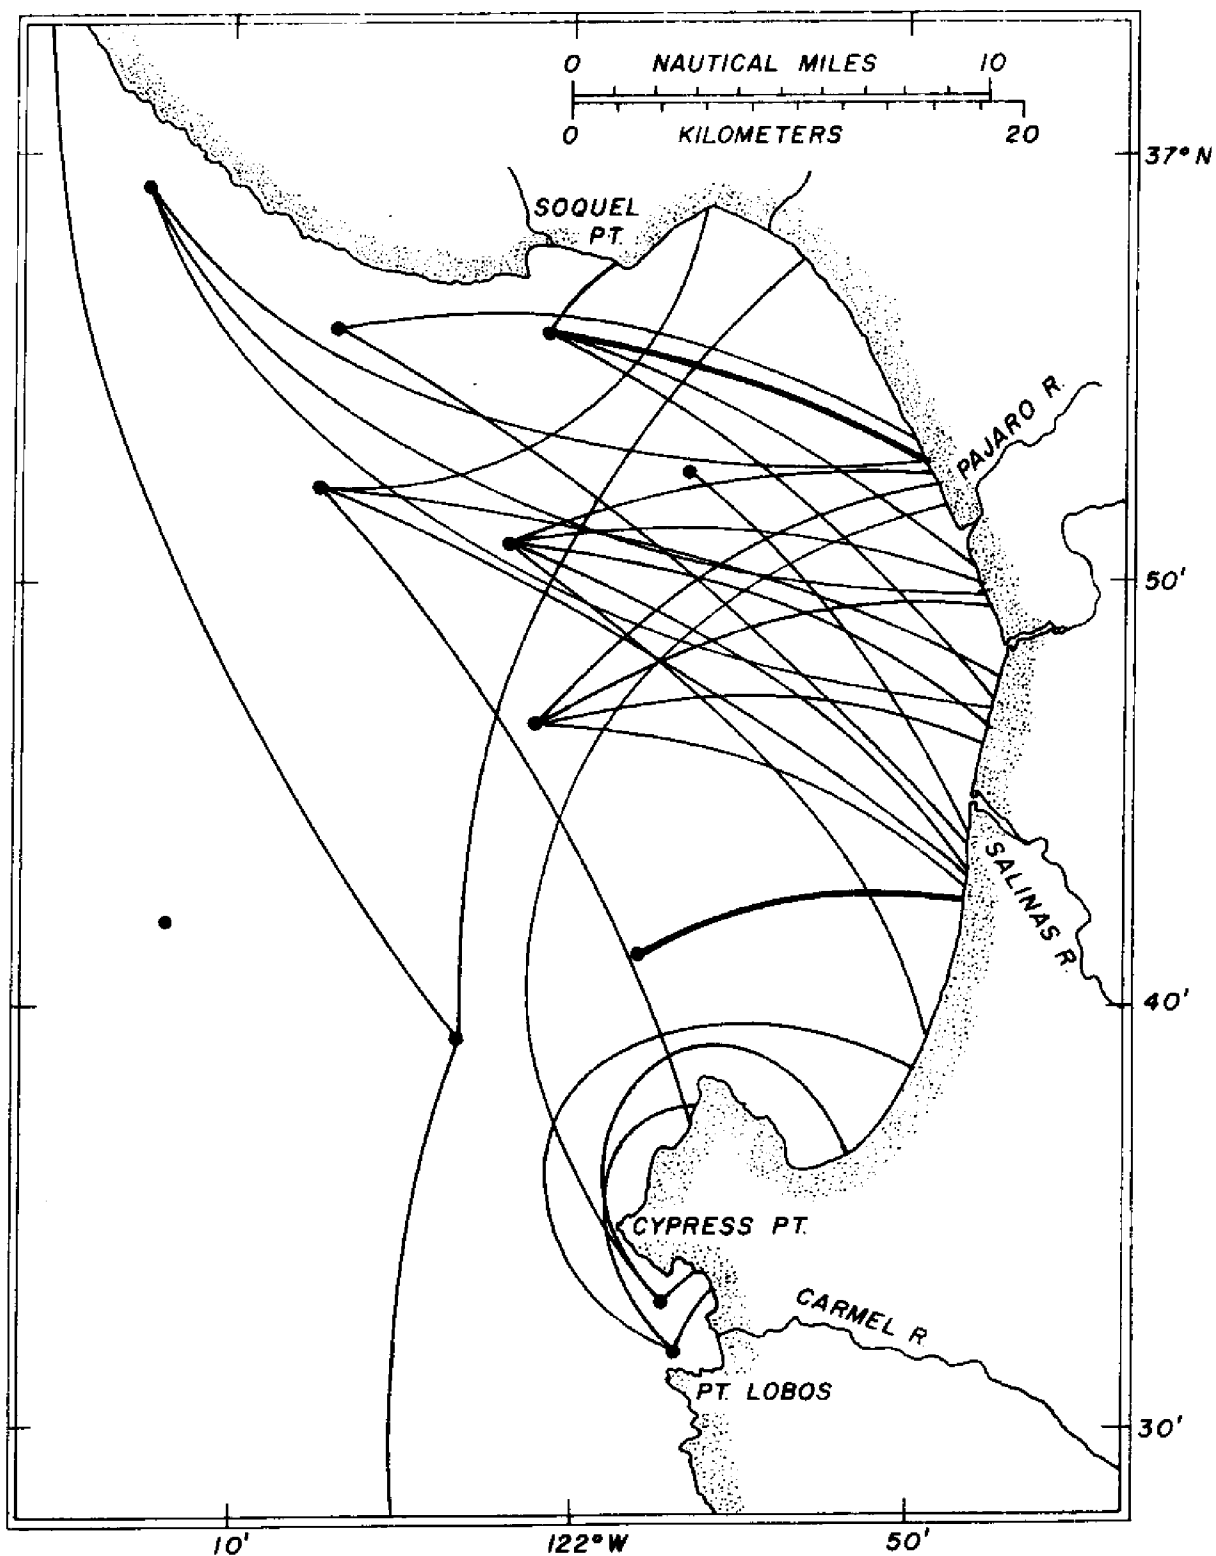 0 NAUTICAL MILES 10
0 KILOMETERS 20
37° N
SOQUEL
PT.
PAJARO R.
50'
SALINAS R.
40'
CYPRESS PT.
CARMEL R
PT. LOBOS
30'
10' 122° W 50'